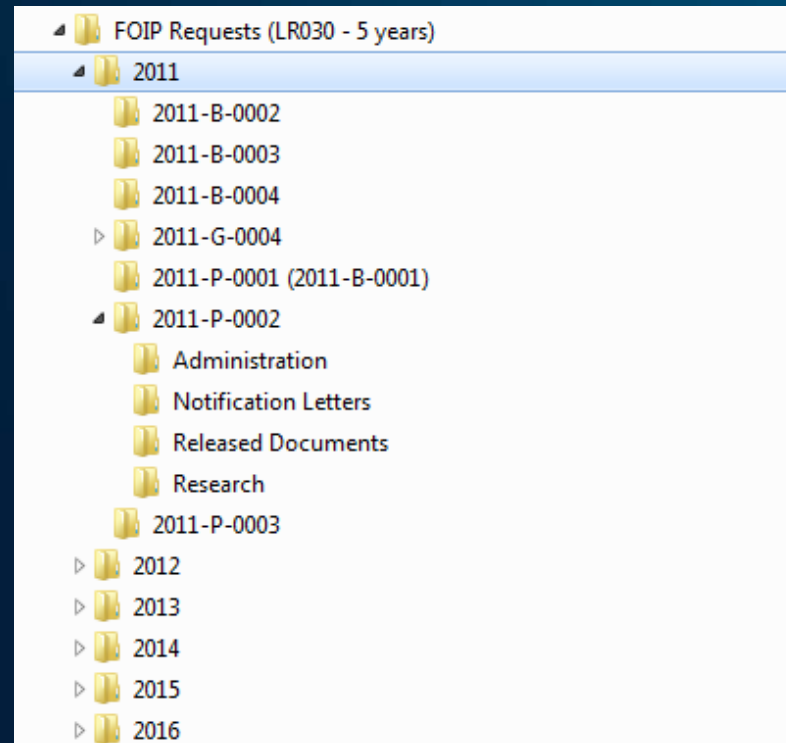 FOIP Requests (LR030 - 5 years)
2011
2011-B-0002
2011-B-0003
2011-B-0004
2011-G-0004
2011-P-0001 (2011-B-0001)
2011-P-0002
Administration
Notification Letters
Released Documents
Research
2011-P-0003
2012
2013
2014
2015
2016